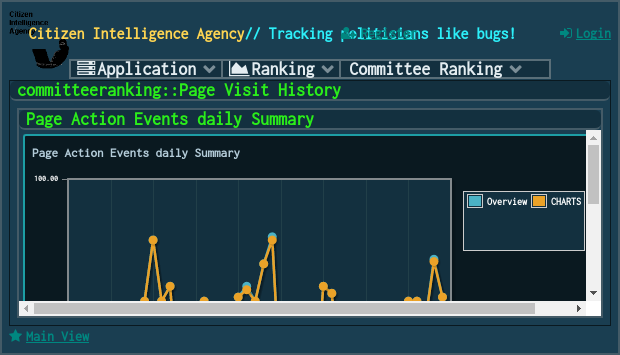 Citizen
Intelligence
Agency
Citizen Intelligence Agency// Tracking politicians like bugs!
Login
Application Ranking Committee Ranking
committeeranking::Page Visit History
Page Action Events daily Summary
Page Action Events daily Summary
100.00
Overview CHARTS
Main View